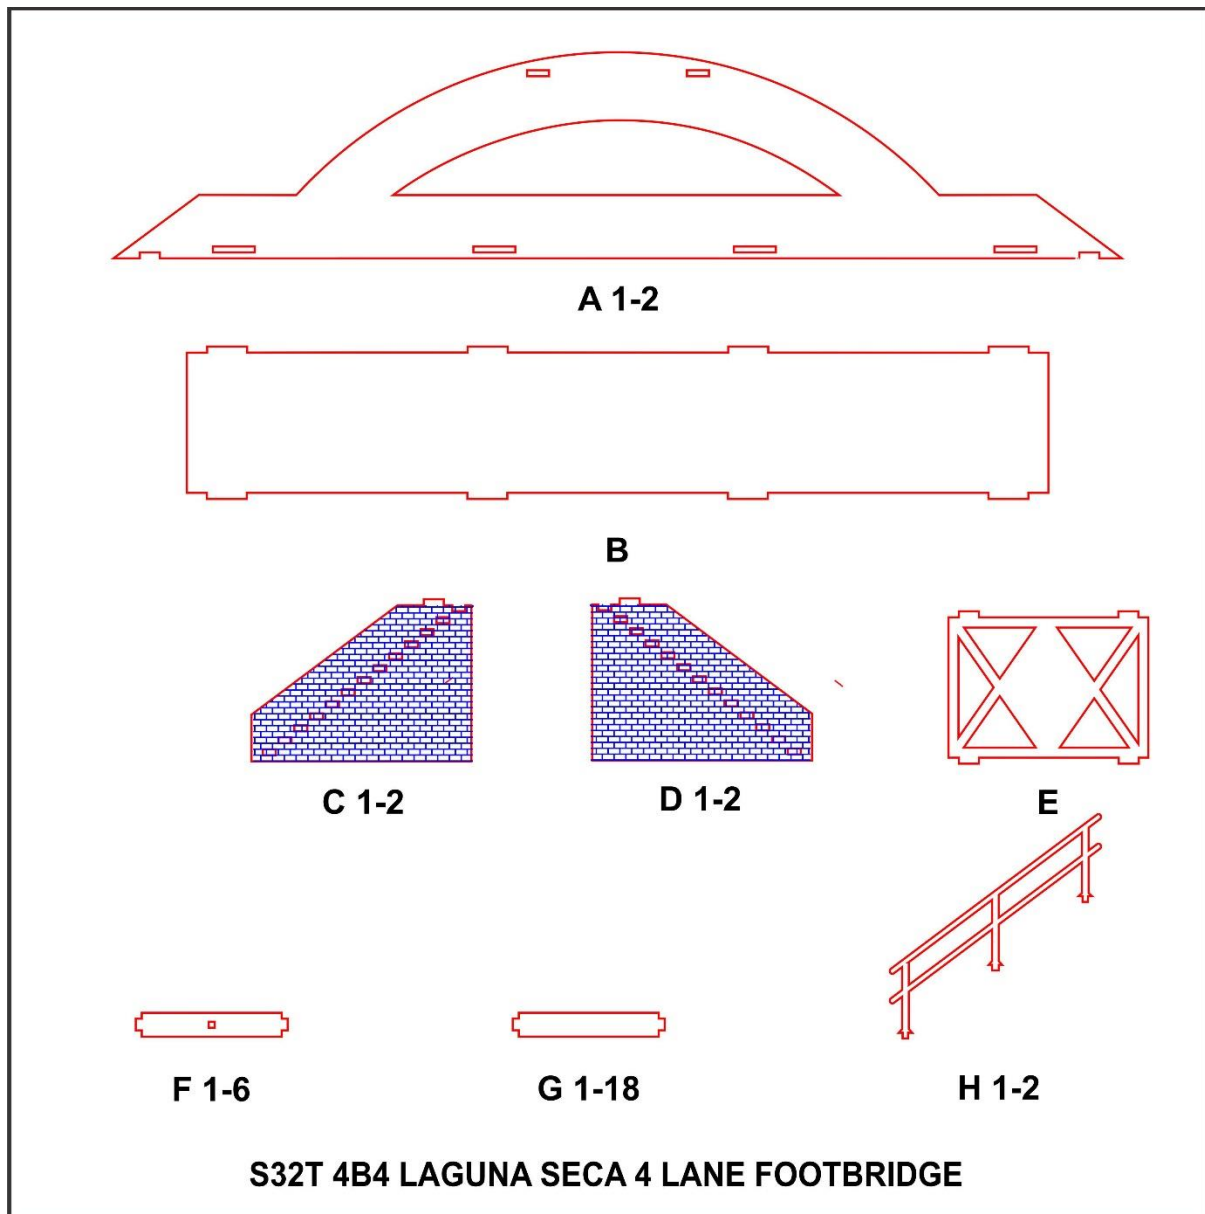 A 1-2
B
C 1-2
D 1-2
E
F 1-6
G 1-18
H 1-2
S32T 4B4 LAGUNA SECA 4 LANE FOOTBRIDGE